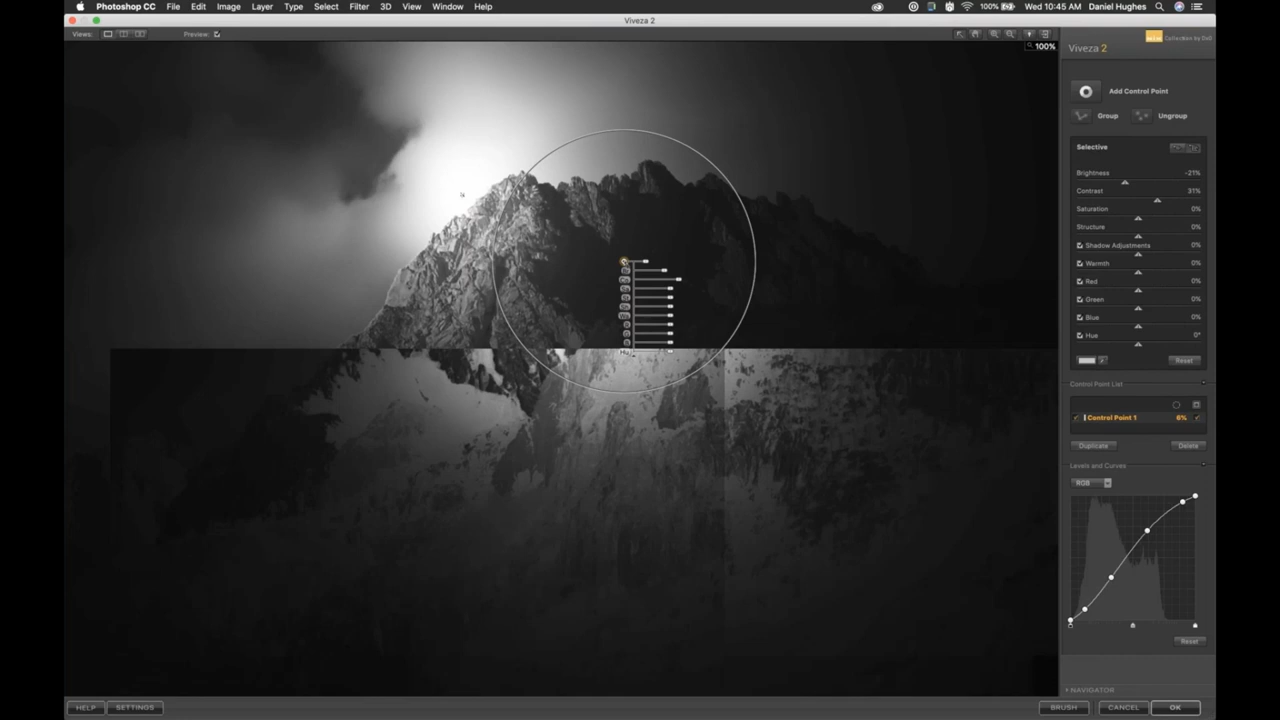 Photoshop CC File Edit Image Layer Type Select Filter 3D View Window Help 100% Wed 10:45 AM Daniel Hughes
Viveza 2
Views: Preview:
100%
Collection by DxO
Viveza 2
Add Control Point
Group Ungroup
Selective
Brightness -21%
Contrast 31%
Saturation 0%
Structure 0%
Shadow Adjustments 0%
Warmth 0%
Red 0%
Green 0%
Blue 0%
Hue 0°
Reset
Control Point List
Control Point 1 6%
Duplicate Delete
Levels and Curves
RGB
Reset
NAVIGATOR
HELP SETTINGS BRUSH CANCEL OK